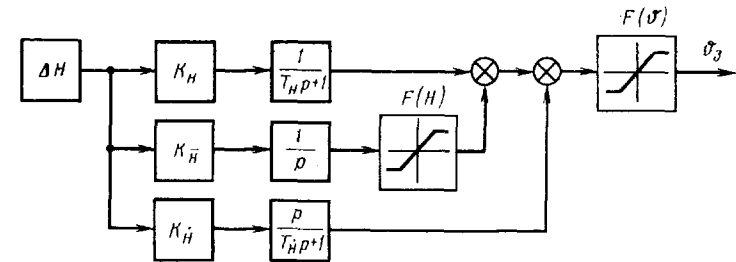 F(ϑ)
ΔH
K_H
1
T_H p+1
ϑ_з
F(H)
K_H̄
1
p
K_Ḣ
p
T_Ḣ p+1